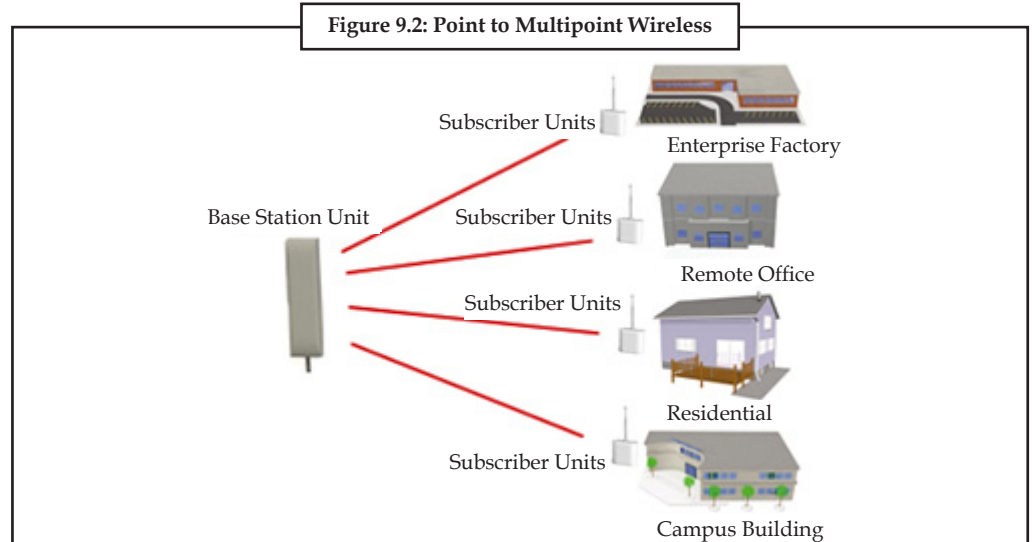 Figure 9.2: Point to Multipoint Wireless
Subscriber Units
Enterprise Factory
Base Station Unit
Subscriber Units
Remote Office
Subscriber Units
Residential
Subscriber Units
Campus Building